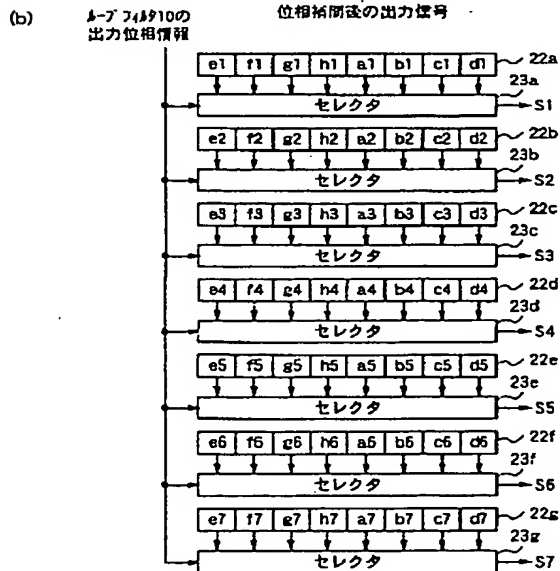 (b)
ループフィルタ10の
出力位相情報
位相補間後の出力信号
e1 f1 g1 h1 a1 b1 c1 d1
22a
23a
セレクタ
S1
e2 f2 g2 h2 a2 b2 c2 d2
22b
23b
セレクタ
S2
e3 f3 g3 h3 a3 b3 c3 d3
22c
23c
セレクタ
S3
e4 f4 g4 h4 a4 b4 c4 d4
22d
23d
セレクタ
S4
e5 f5 g5 h5 a5 b5 c5 d5
22e
23e
セレクタ
S5
e6 f6 g6 h6 a6 b6 c6 d6
22f
23f
セレクタ
S6
e7 f7 g7 h7 a7 b7 c7 d7
22g
23g
セレクタ
S7